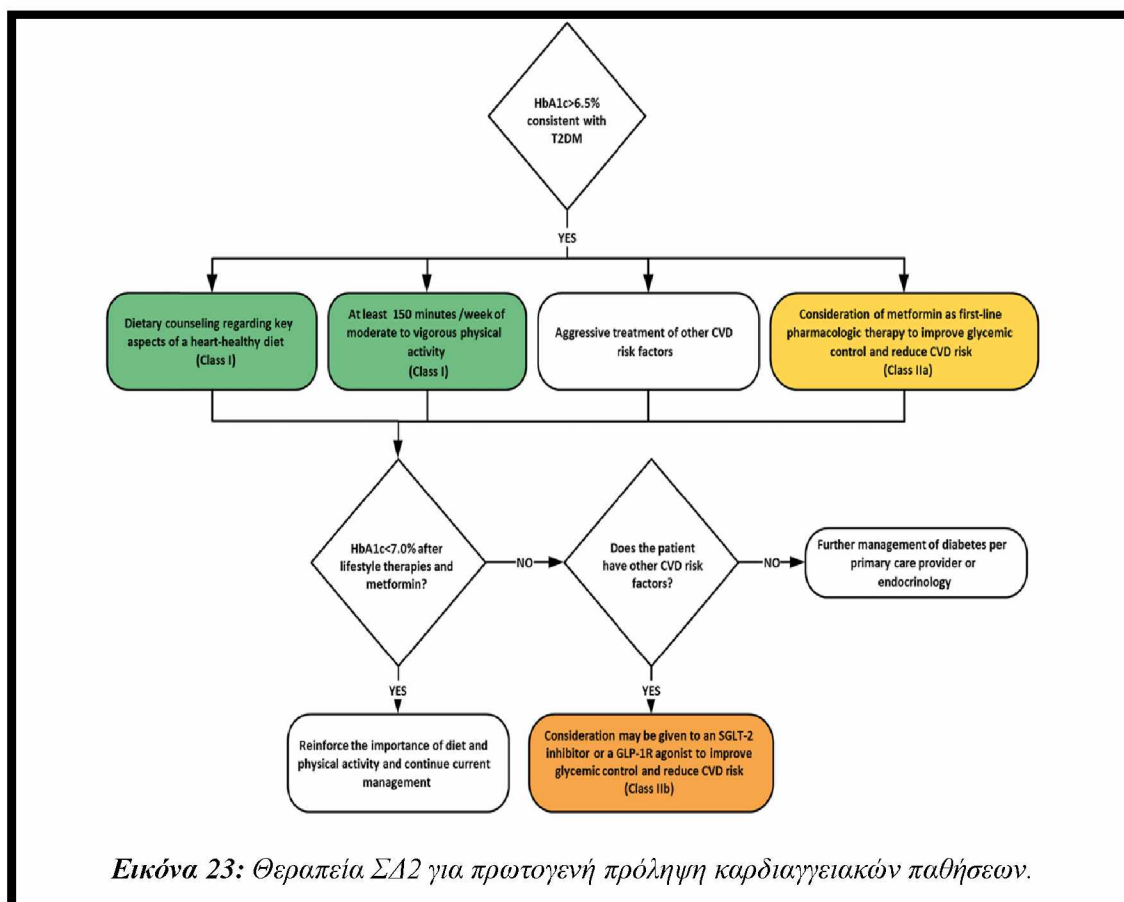 HbA1c>6.5%
consistent with
T2DM
YES
Dietary counseling regarding key
aspects of a heart-healthy diet
(Class I)
At least 150 minutes /week of
moderate to vigorous physical
activity
(Class I)
Aggressive treatment of other CVD
risk factors
Consideration of metformin as first-line
pharmacologic therapy to improve glycemic
control and reduce CVD risk
(Class IIa)
HbA1c<7.0% after
lifestyle therapies and
metformin?
NO
Does the patient
have other CVD risk
factors?
NO
Further management of diabetes per
primary care provider or
endocrinology
YES
YES
Reinforce the importance of diet and
physical activity and continue current
management
Consideration may be given to an SGLT-2
inhibitor or a GLP-1R agonist to improve
glycemic control and reduce CVD risk
(Class IIb)
Εικόνα 23: Θεραπεία ΣΔ2 για πρωτογενή πρόληψη καρδιαγγειακών παθήσεων.